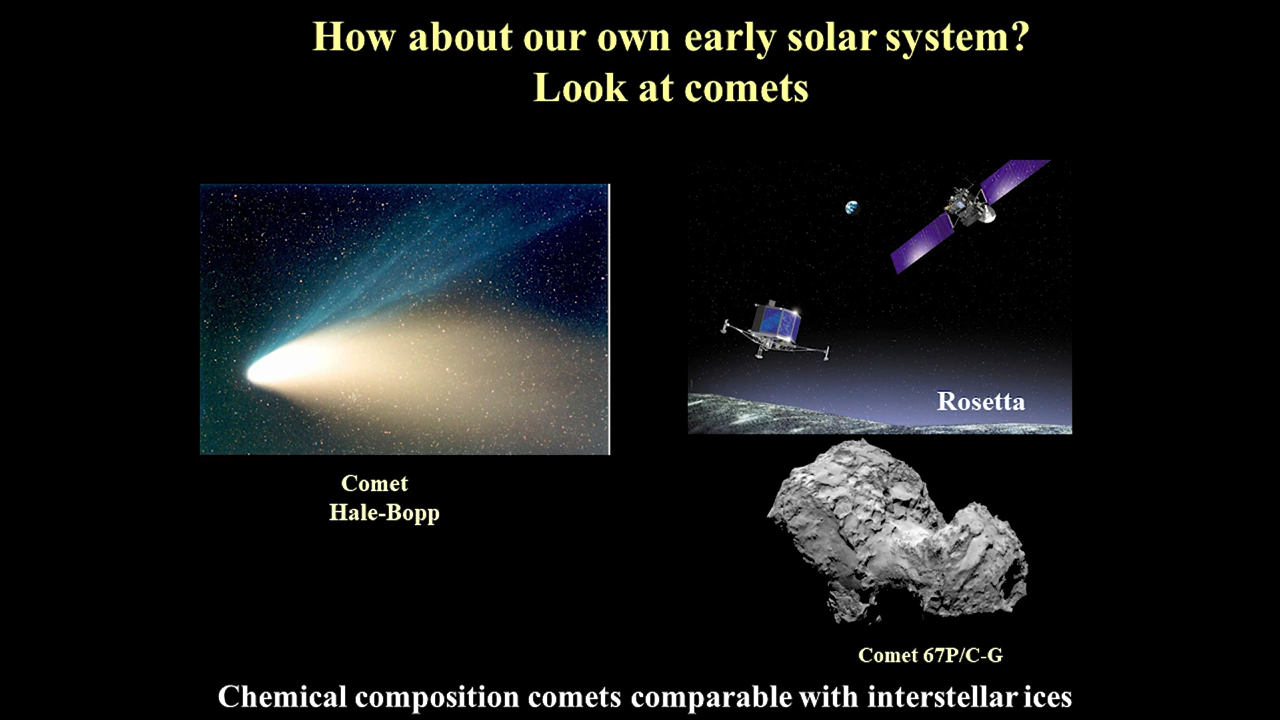 How about our own early solar system?
Look at comets
Rosetta
Comet
Hale-Bopp
Comet 67P/C-G
Chemical composition comets comparable with interstellar ices